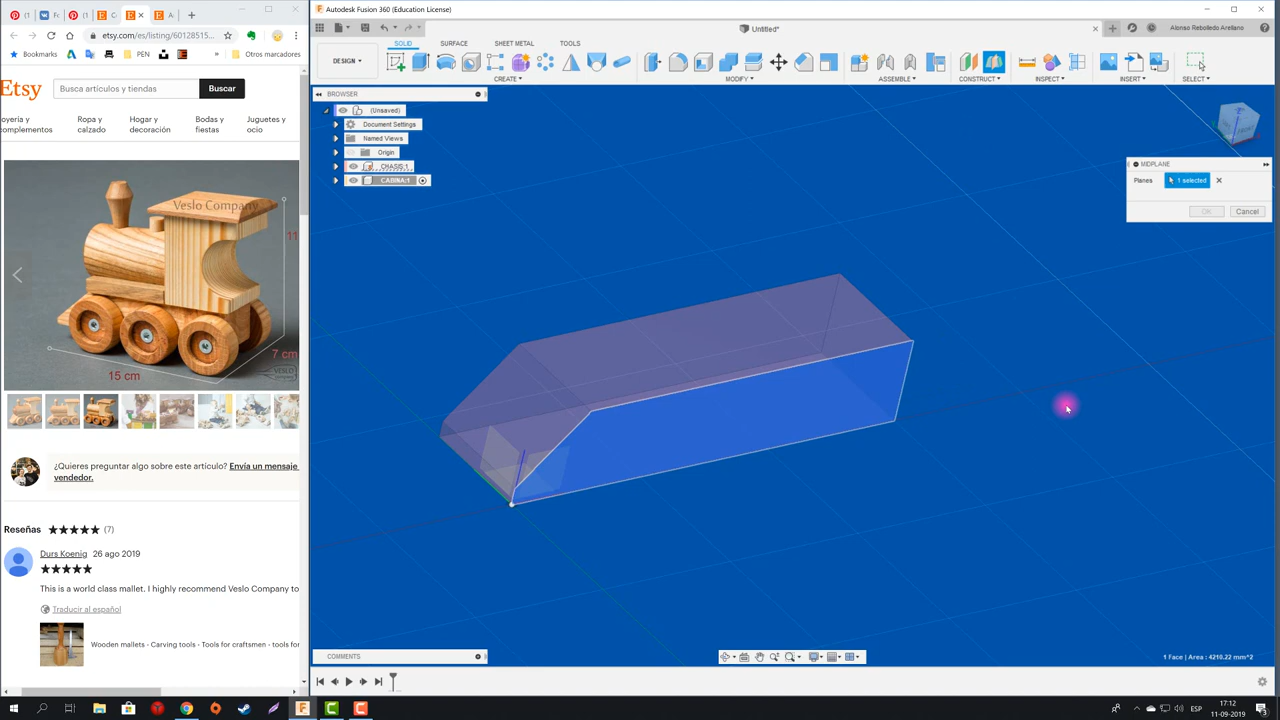 Autodesk Fusion 360 (Education License)
https://www.etsy.com/es/listing/60128515...
Bookmarks
PEN
»
Otros marcadores
Etsy
Busca artículos y tiendas
Buscar
oyería y
complementos
Ropa y
calzado
Hogar y
decoración
Bodas y
fiestas
Juguetes y
ocio
Veslo Company
11
7 cm
15 cm
¿Quieres preguntar algo sobre este artículo? Envía un mensaje
vendedor.
Reseñas ★★★★★ (7)
Durs Koenig 26 ago 2019
★★★★★
This is a world class mallet. I highly recommend Veslo Company to
Traducir al español
Wooden mallets - Carving tools - Tools for craftsmen - tools for
Untitled*
Alonso Rebolledo Arellano
SOLID
SURFACE
SHEET METAL
TOOLS
DESIGN
CREATE
MODIFY
ASSEMBLE
CONSTRUCT
INSPECT
INSERT
SELECT
BROWSER
(Unsaved)
Document Settings
Named Views
Origin
CHASIS:1
CABINA:1
MIDPLANE
Planes
1 selected
OK
Cancel
COMMENTS
1 Face | Area : 4210.22 mm^2
ESP
17:12
11-09-2019